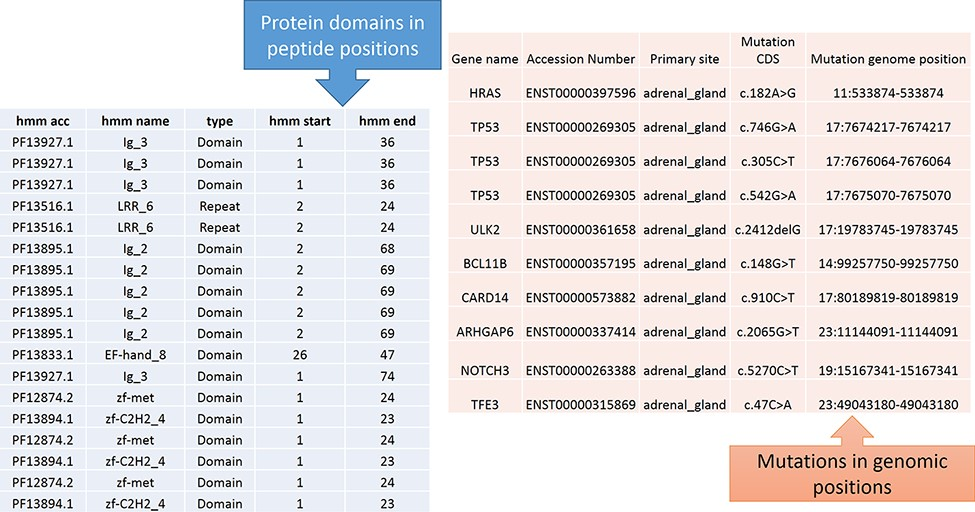 Protein domains in
peptide positions
hmm acc hmm name type hmm start hmm end
PF13927.1 Ig_3 Domain 1 36
PF13927.1 Ig_3 Domain 1 36
PF13927.1 Ig_3 Domain 1 36
PF13516.1 LRR_6 Repeat 2 24
PF13516.1 LRR_6 Repeat 2 24
PF13895.1 Ig_2 Domain 2 68
PF13895.1 Ig_2 Domain 2 69
PF13895.1 Ig_2 Domain 2 69
PF13895.1 Ig_2 Domain 2 69
PF13895.1 Ig_2 Domain 2 69
PF13833.1 EF-hand_8 Domain 26 47
PF13927.1 Ig_3 Domain 1 74
PF12874.2 zf-met Domain 1 24
PF13894.1 zf-C2H2_4 Domain 1 23
PF12874.2 zf-met Domain 1 24
PF13894.1 zf-C2H2_4 Domain 1 23
PF12874.2 zf-met Domain 1 24
PF13894.1 zf-C2H2_4 Domain 1 23
Mutation
Gene name Accession Number Primary site CDS Mutation genome position
HRAS ENST00000397596 adrenal_gland c.182A>G 11:533874-533874
TP53 ENST00000269305 adrenal_gland c.746G>A 17:7674217-7674217
TP53 ENST00000269305 adrenal_gland c.305C>T 17:7676064-7676064
TP53 ENST00000269305 adrenal_gland c.542G>A 17:7675070-7675070
ULK2 ENST00000361658 adrenal_gland c.2412delG 17:19783745-19783745
BCL11B ENST00000357195 adrenal_gland c.148G>T 14:99257750-99257750
CARD14 ENST00000573882 adrenal_gland c.910C>T 17:80189819-80189819
ARHGAP6 ENST00000337414 adrenal_gland c.2065G>T 23:11144091-11144091
NOTCH3 ENST00000263388 adrenal_gland c.5270C>T 19:15167341-15167341
TFE3 ENST00000315869 adrenal_gland c.47C>A 23:49043180-49043180
Mutations in genomic
positions